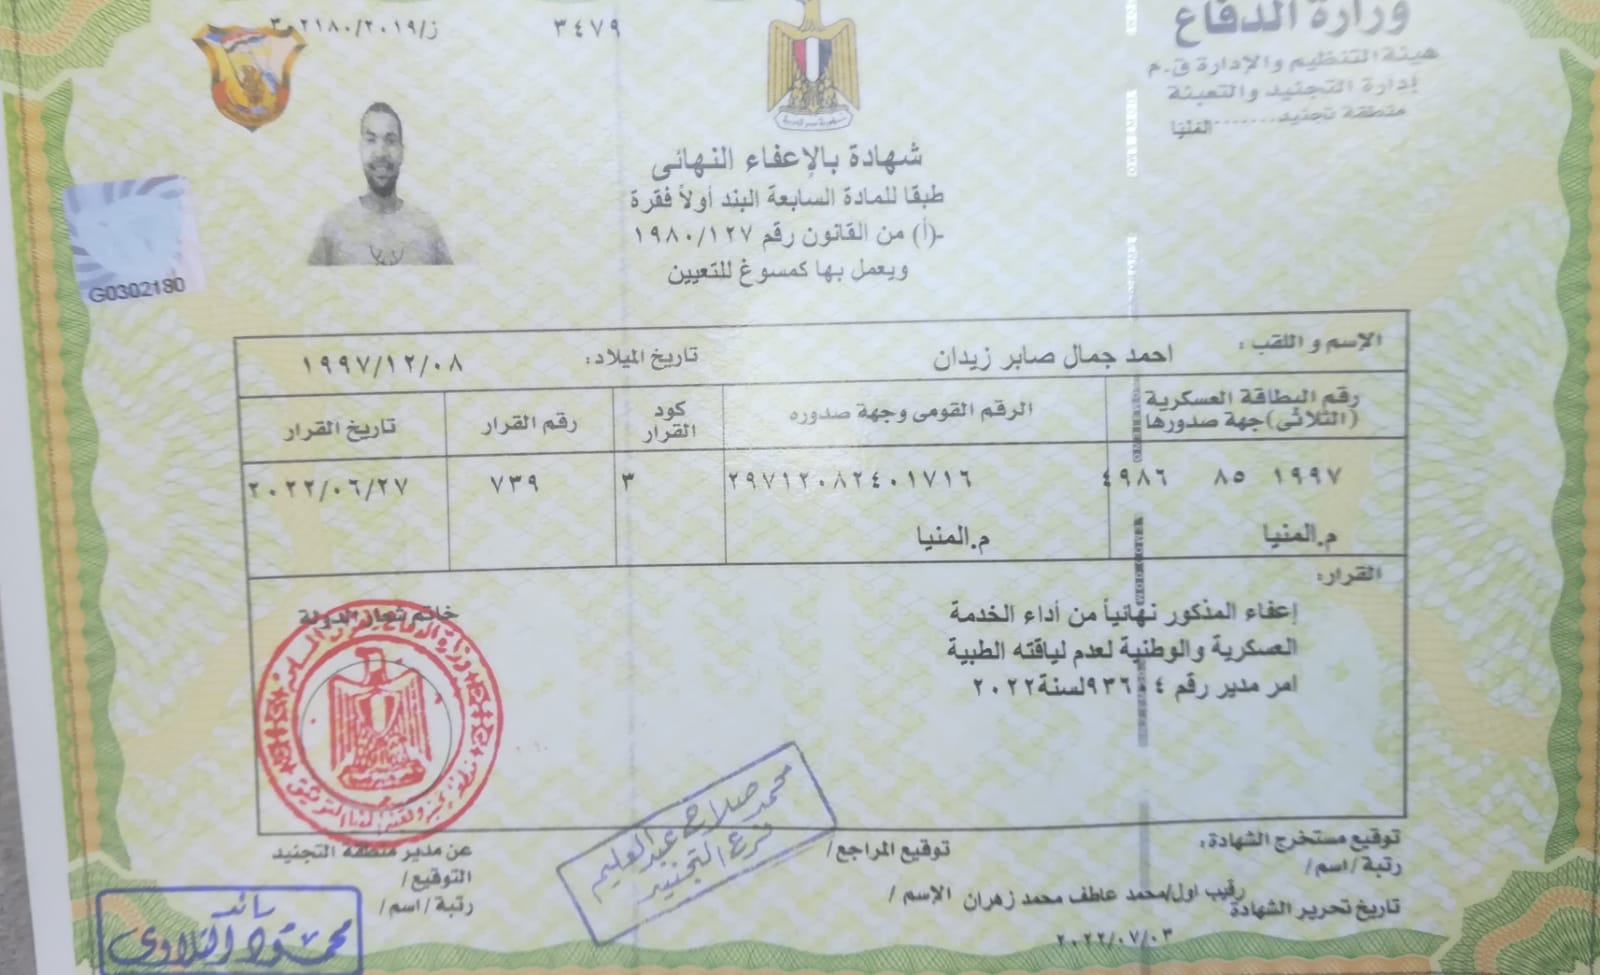 وزارة الدفاع
هيئة التنظيم والإدارة ق.م
إدارة التجنيد والتعبئة
منطقة تجنيد........المنيا
٣٤٧٩
ز/٢٠١٩/٣٠٢١٨٠
جمهورية مصر العربية
شهادة بالإعفاء النهائى
طبقا للمادة السابعة البند أولاً فقرة
-(أ) من القانون رقم ١٩٨٠/١٢٧
ويعمل بها كمسوغ للتعيين
G0302180
الإسم و اللقب: احمد جمال صابر زيدان تاريخ الميلاد: ١٩٩٧/١٢/٠٨
رقم البطاقة العسكرية (الثلاثى)جهة صدورها الرقم القومى وجهة صدوره كود القرار رقم القرار تاريخ القرار
١٩٩٧ ٨٥ ٤٩٨٦ ٢٩٧١٢٠٨٢٤٠١٧١٦ ٣ ٧٣٩ ٢٠٢٢/٠٦/٢٧
م.المنيا م.المنيا
القرار:
إعفاء المذكور نهائياً من أداء الخدمة
العسكرية والوطنية لعدم لياقته الطبية
امر مدير رقم ٩٣٦٠٤لسنة٢٠٢٢
خاتم شعار الدولة
توقيع مستخرج الشهادة:
رتبة/اسم/
رقيب اول/محمد عاطف محمد زهران
تاريخ تحرير الشهادة
٢٠٢٢/٠٧/٠٣
توقيع المراجع/
الإسم /
محمد صلاح عبد العليم
فرع التجنيد
عن مدير منطقة التجنيد
التوقيع/
رتبة/اسم/
رائد